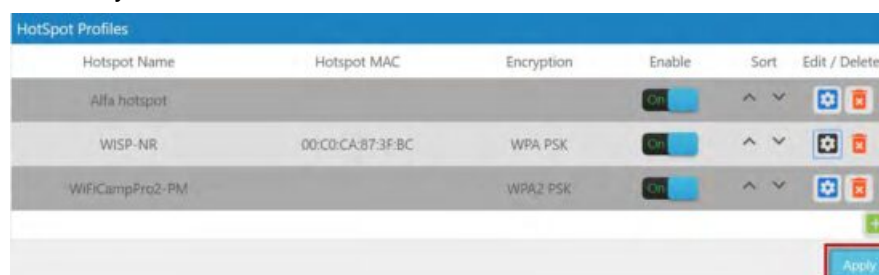 HotSpot Profiles
Hotspot Name Hotspot MAC Encryption Enable Sort Edit / Delete
Alfa hotspot On
WISP-NR 00:C0:CA:87:3F:BC WPA PSK On
WiFiCampPro2-PM WPA2 PSK On
+
Apply